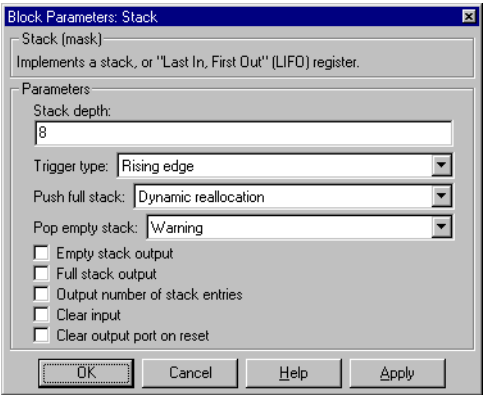 Block Parameters: Stack
Stack (mask)
Implements a stack, or "Last In, First Out" (LIFO) register.
Parameters
Stack depth:
8
Trigger type: Rising edge
Push full stack: Dynamic reallocation
Pop empty stack: Warning
Empty stack output
Full stack output
Output number of stack entries
Clear input
Clear output port on reset
OK Cancel Help Apply